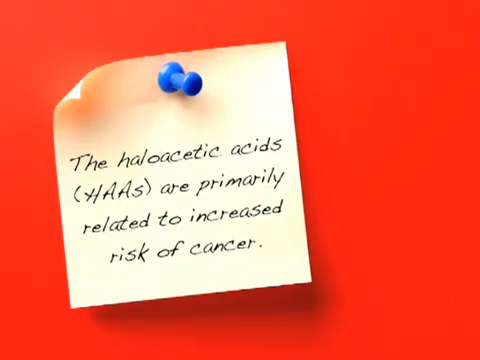 The haloacetic acids
(HAAs) are primarily
related to increased
risk of cancer.